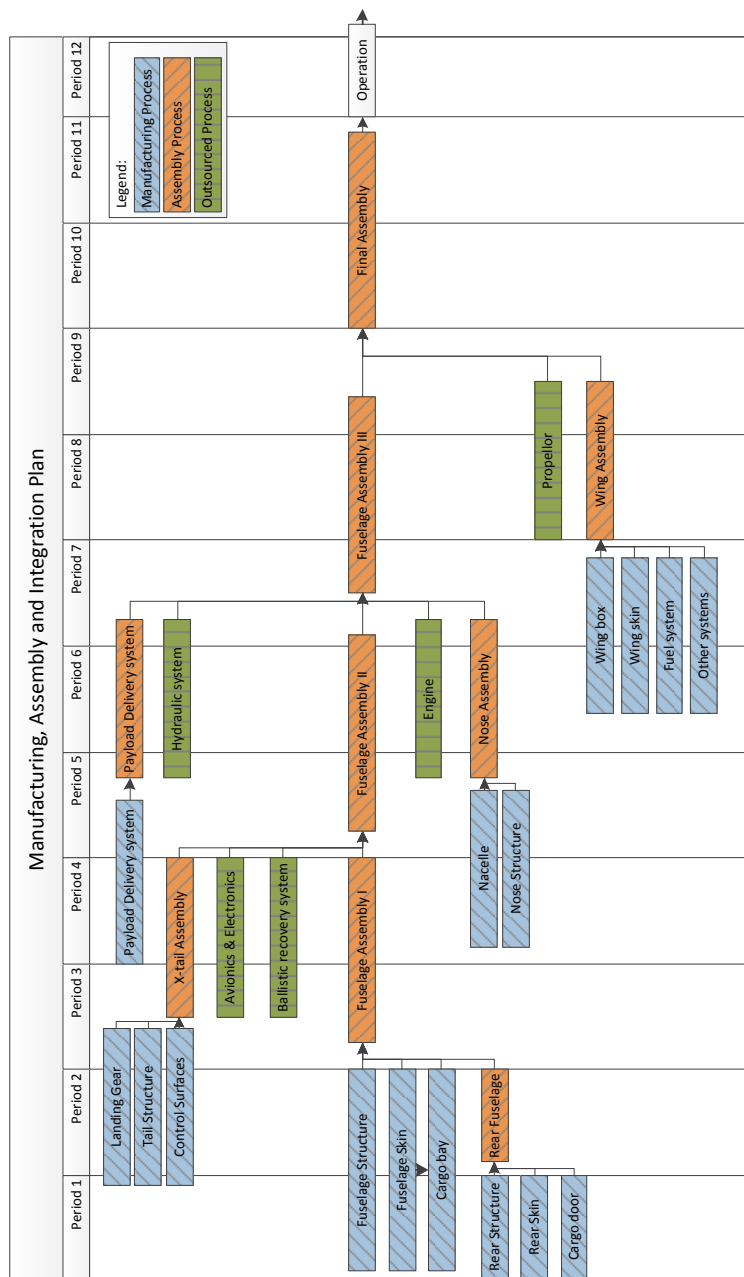 Manufacturing, Assembly and Integration Plan
Period 1
Period 2
Period 3
Period 4
Period 5
Period 6
Period 7
Period 8
Period 9
Period 10
Period 11
Period 12
Legend:
Manufacturing Process
Assembly Process
Outsourced Process
Landing Gear
Tail Structure
Control Surfaces
Payload Delivery system
Payload Delivery system
Hydraulic system
X-tail Assembly
Avionics & Electronics
Ballistic recovery system
Fuselage Structure
Fuselage Skin
Cargo bay
Fuselage Assembly I
Fuselage Assembly II
Fuselage Assembly III
Final Assembly
Operation
Rear Structure
Rear Skin
Cargo door
Rear Fuselage
Nacelle
Nose Structure
Engine
Nose Assembly
Propellor
Wing box
Wing skin
Fuel system
Other systems
Wing Assembly